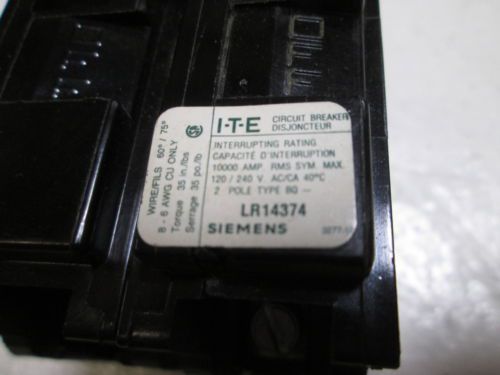 OFF
I-T-E CIRCUIT BREAKER
DISJONCTEUR
INTERRUPTING RATING
CAPACITÉ D'INTERRUPTION
10000 AMP. RMS SYM. MAX.
120 / 240 V. AC/CA 40°C
2 POLE TYPE BQ —
LR14374
SIEMENS
WIRE/FILS 60° / 75°
8 - 6 AWG CU ONLY
Torque 35 in./lbs
Serrage 35 po./lb